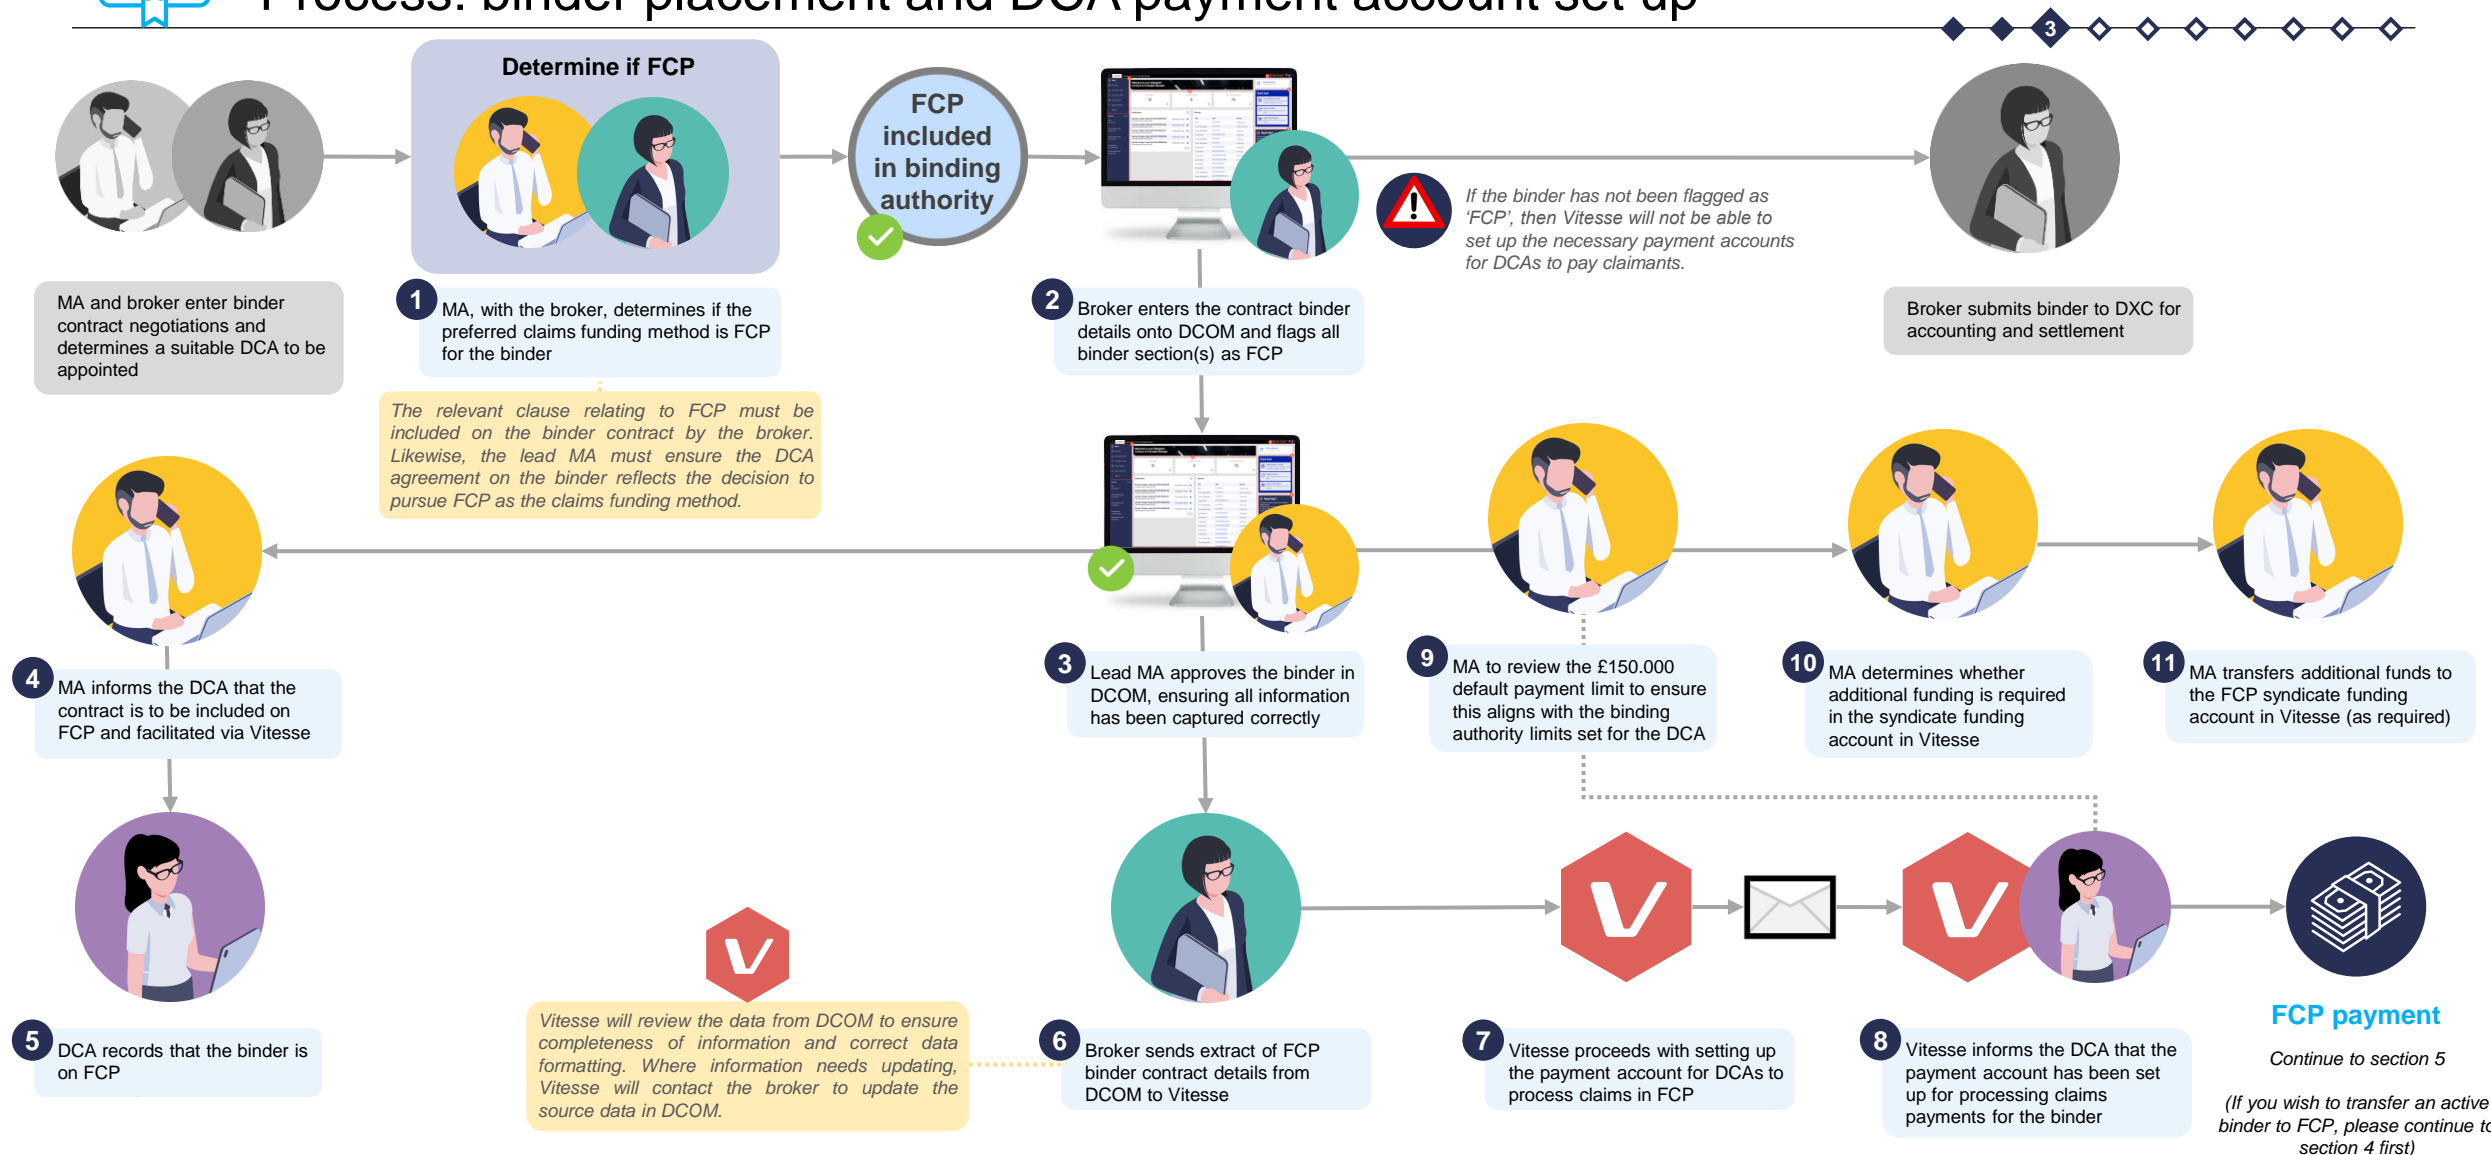 Process: binder placement and DCA payment account set up
3
Determine if FCP
FCP
included
in binding
authority
If the binder has not been flagged as
‘FCP’, then Vitesse will not be able to
set up the necessary payment accounts
for DCAs to pay claimants.
MA and broker enter binder
contract negotiations and
determines a suitable DCA to be
appointed
1
MA, with the broker, determines if the
preferred claims funding method is FCP
for the binder
2
Broker enters the contract binder
details onto DCOM and flags all
binder section(s) as FCP
Broker submits binder to DXC for
accounting and settlement
The relevant clause relating to FCP must be
included on the binder contract by the broker.
Likewise, the lead MA must ensure the DCA
agreement on the binder reflects the decision to
pursue FCP as the claims funding method.
3
Lead MA approves the binder in
DCOM, ensuring all information
has been captured correctly
9
MA to review the £150.000
default payment limit to ensure
this aligns with the binding
authority limits set for the DCA
10
MA determines whether
additional funding is required
in the syndicate funding
account in Vitesse
11
MA transfers additional funds to
the FCP syndicate funding
account in Vitesse (as required)
4
MA informs the DCA that the
contract is to be included on
FCP and facilitated via Vitesse
5
DCA records that the binder is
on FCP
Vitesse will review the data from DCOM to ensure
completeness of information and correct data
formatting. Where information needs updating,
Vitesse will contact the broker to update the
source data in DCOM.
6
Broker sends extract of FCP
binder contract details from
DCOM to Vitesse
7
Vitesse proceeds with setting up
the payment account for DCAs to
process claims in FCP
8
Vitesse informs the DCA that the
payment account has been set
up for processing claims
payments for the binder
FCP payment
Continue to section 5
(If you wish to transfer an active
binder to FCP, please continue to
section 4 first)